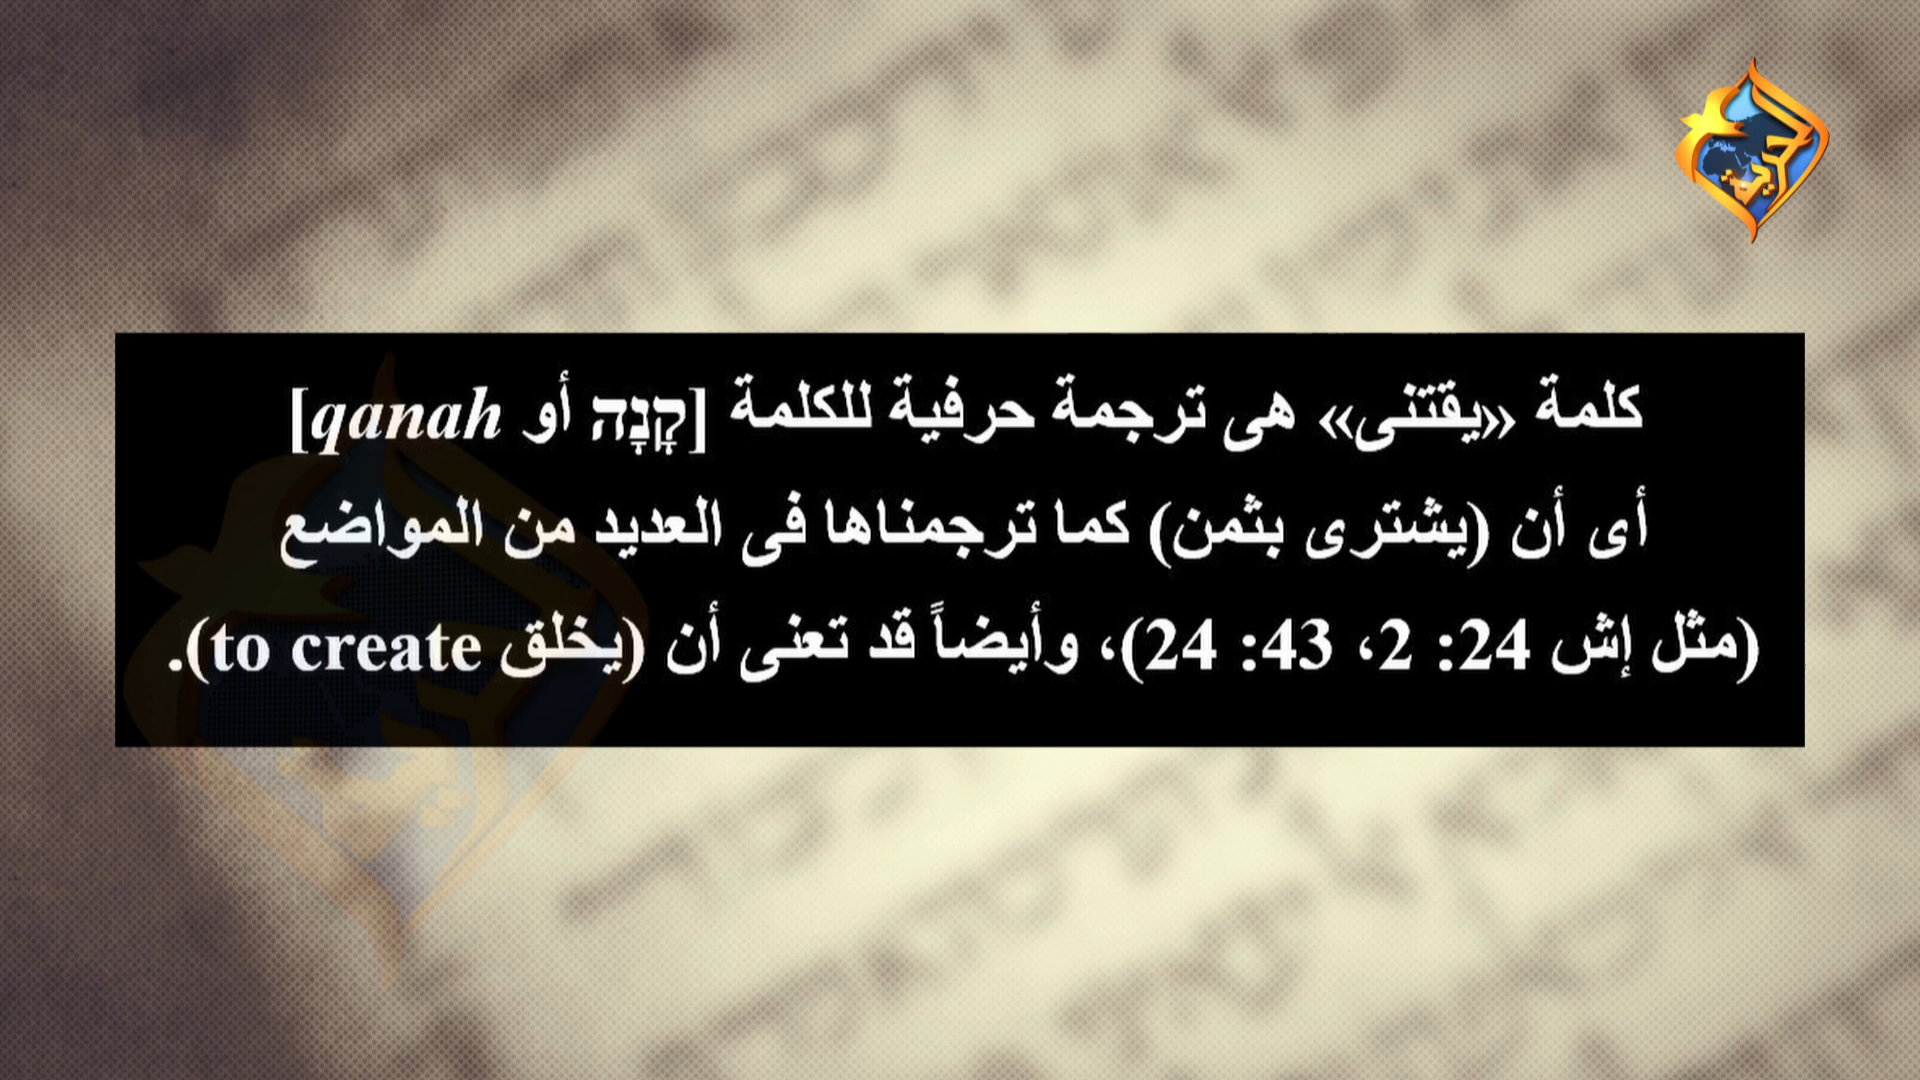 الحرية
كلمة «يقتنى» هى ترجمة حرفية للكلمة [קָנָה أو qanah]
أى أن (يشترى بثمن) كما ترجمناها فى العديد من المواضع
(مثل إش 24: 2، 43: 24)، وأيضاً قد تعنى أن (يخلق to create).